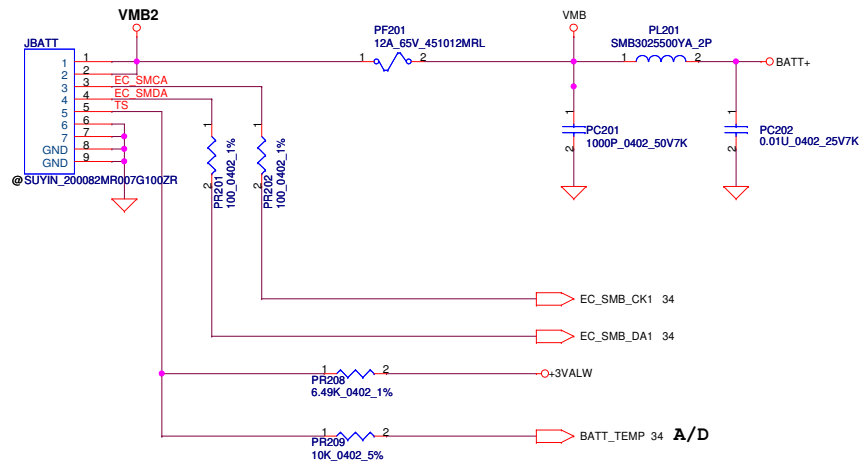 VMB2
VMB
PF201
12A_65V_451012MRL
PL201
SMB3025500YA_2P
JBATT
1 1
2 2
3 3 EC_SMCA
4 4 EC_SMDA
5 5 TS
6 6
7 7
GND 8
GND 9
@SUYIN_200082MR007G100ZR
1 2
1 2
BATT+
1 2
PR201
100_0402_1%
1 2
PR202
100_0402_1%
1
2
PC201
1000P_0402_50V7K
1
2
PC202
0.01U_0402_25V7K
EC_SMB_CK1 34
EC_SMB_DA1 34
1 2
PR208
6.49K_0402_1%
+3VALW
1 2
PR209
10K_0402_5%
BATT_TEMP 34 A/D